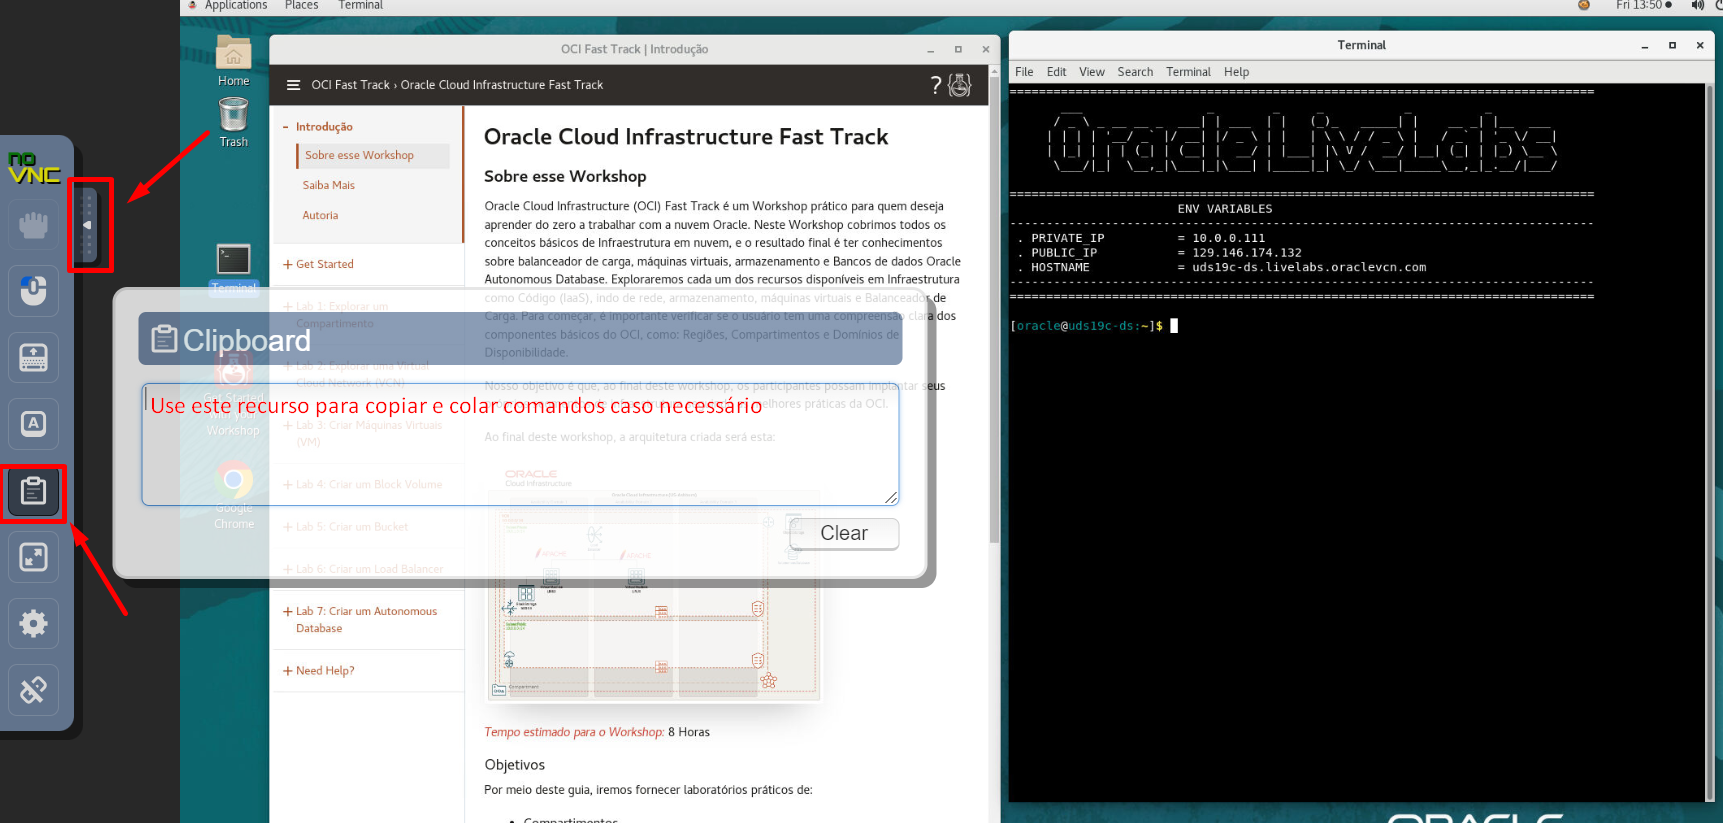 Applications Places Terminal
Fri 13:50
Home
Trash
Terminal
Get Started
Workshop
Google
Chrome
no
VNC
A
OCI Fast Track | Introdução
OCI Fast Track › Oracle Cloud Infrastructure Fast Track
?
- Introdução
Sobre esse Workshop
Saiba Mais
Autoria
+ Get Started
+ Lab 1: Explorar um
Compartimento
+ Lab 2: Explorar uma Virtual
Cloud Network (VCN)
+ Lab 3: Criar Máquinas Virtuais
(VM)
+ Lab 4: Criar um Block Volume
+ Lab 5: Criar um Bucket
+ Lab 6: Criar um Load Balancer
+ Lab 7: Criar um Autonomous
Database
+ Need Help?
Oracle Cloud Infrastructure Fast Track
Sobre esse Workshop
Oracle Cloud Infrastructure (OCI) Fast Track é um Workshop prático para quem deseja
aprender do zero a trabalhar com a nuvem Oracle. Neste Workshop cobrimos todos os
conceitos básicos de Infraestrutura em nuvem, e o resultado final é ter conhecimentos
sobre balanceador de carga, máquinas virtuais, armazenamento e Bancos de dados Oracle
Autonomous Database. Exploraremos cada um dos recursos disponíveis em Infraestrutura
como Código (IaaS), indo de rede, armazenamento, máquinas virtuais e Balanceador de
Carga. Para começar, é importante verificar se o usuário tem uma compreensão clara dos
componentes básicos do OCI, como: Regiões, Compartimentos e Domínios de
Disponibilidade.
Nosso objetivo é que, ao final deste workshop, os participantes possam implantar seus
melhores práticas da OCI.
Ao final deste workshop, a arquitetura criada será esta:
ORACLE
Cloud Infrastructure
Tempo estimado para o Workshop: 8 Horas
Objetivos
Por meio deste guia, iremos fornecer laboratórios práticos de:
• Compartimentos
Clipboard
Use este recurso para copiar e colar comandos caso necessário
Clear
Terminal
File Edit View Search Terminal Help
Oracle LiveLabs
ENV VARIABLES
. PRIVATE_IP = 10.0.0.111
. PUBLIC_IP = 129.146.174.132
. HOSTNAME = uds19c-ds.livelabs.oraclevcn.com
[oracle@uds19c-ds:~]$
ORACLE